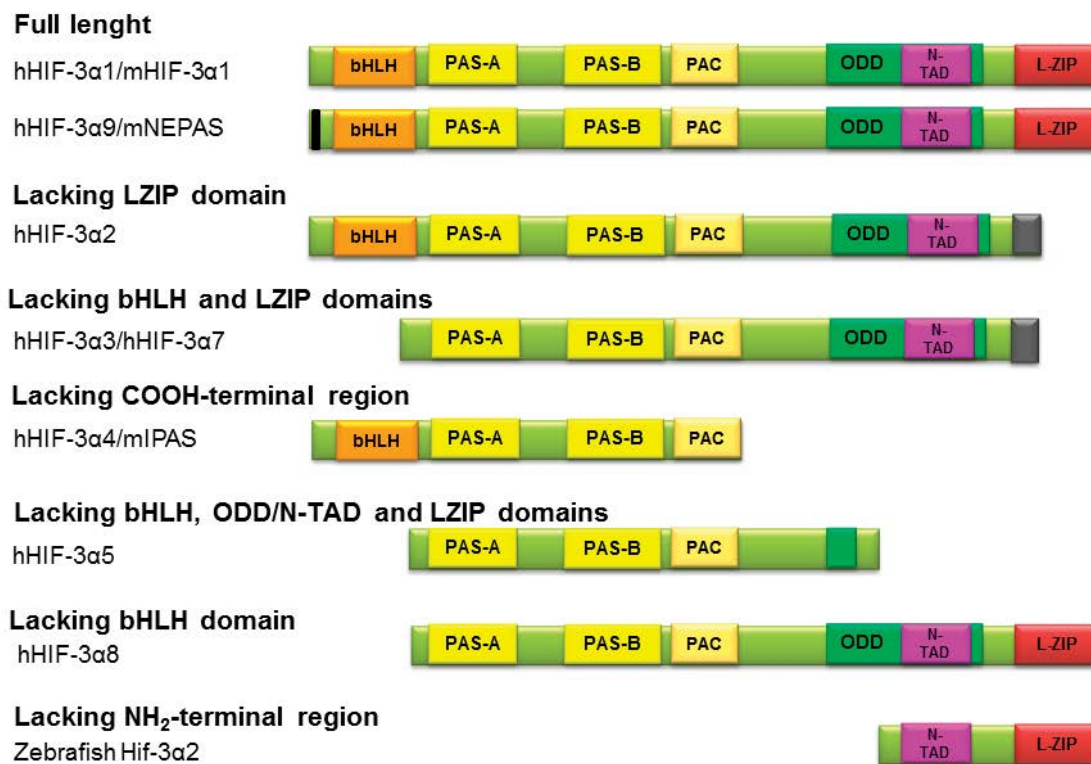 Full lenght
hHIF-3α1/mHIF-3α1
bHLH PAS-A PAS-B PAC ODD N-TAD L-ZIP
hHIF-3α9/mNEPAS
bHLH PAS-A PAS-B PAC ODD N-TAD L-ZIP
Lacking LZIP domain
hHIF-3α2
bHLH PAS-A PAS-B PAC ODD N-TAD
Lacking bHLH and LZIP domains
hHIF-3α3/hHIF-3α7
PAS-A PAS-B PAC ODD N-TAD
Lacking COOH-terminal region
hHIF-3α4/mIPAS
bHLH PAS-A PAS-B PAC
Lacking bHLH, ODD/N-TAD and LZIP domains
hHIF-3α5
PAS-A PAS-B PAC
Lacking bHLH domain
hHIF-3α8
PAS-A PAS-B PAC ODD N-TAD L-ZIP
Lacking NH₂-terminal region
Zebrafish Hif-3α2
N-TAD L-ZIP